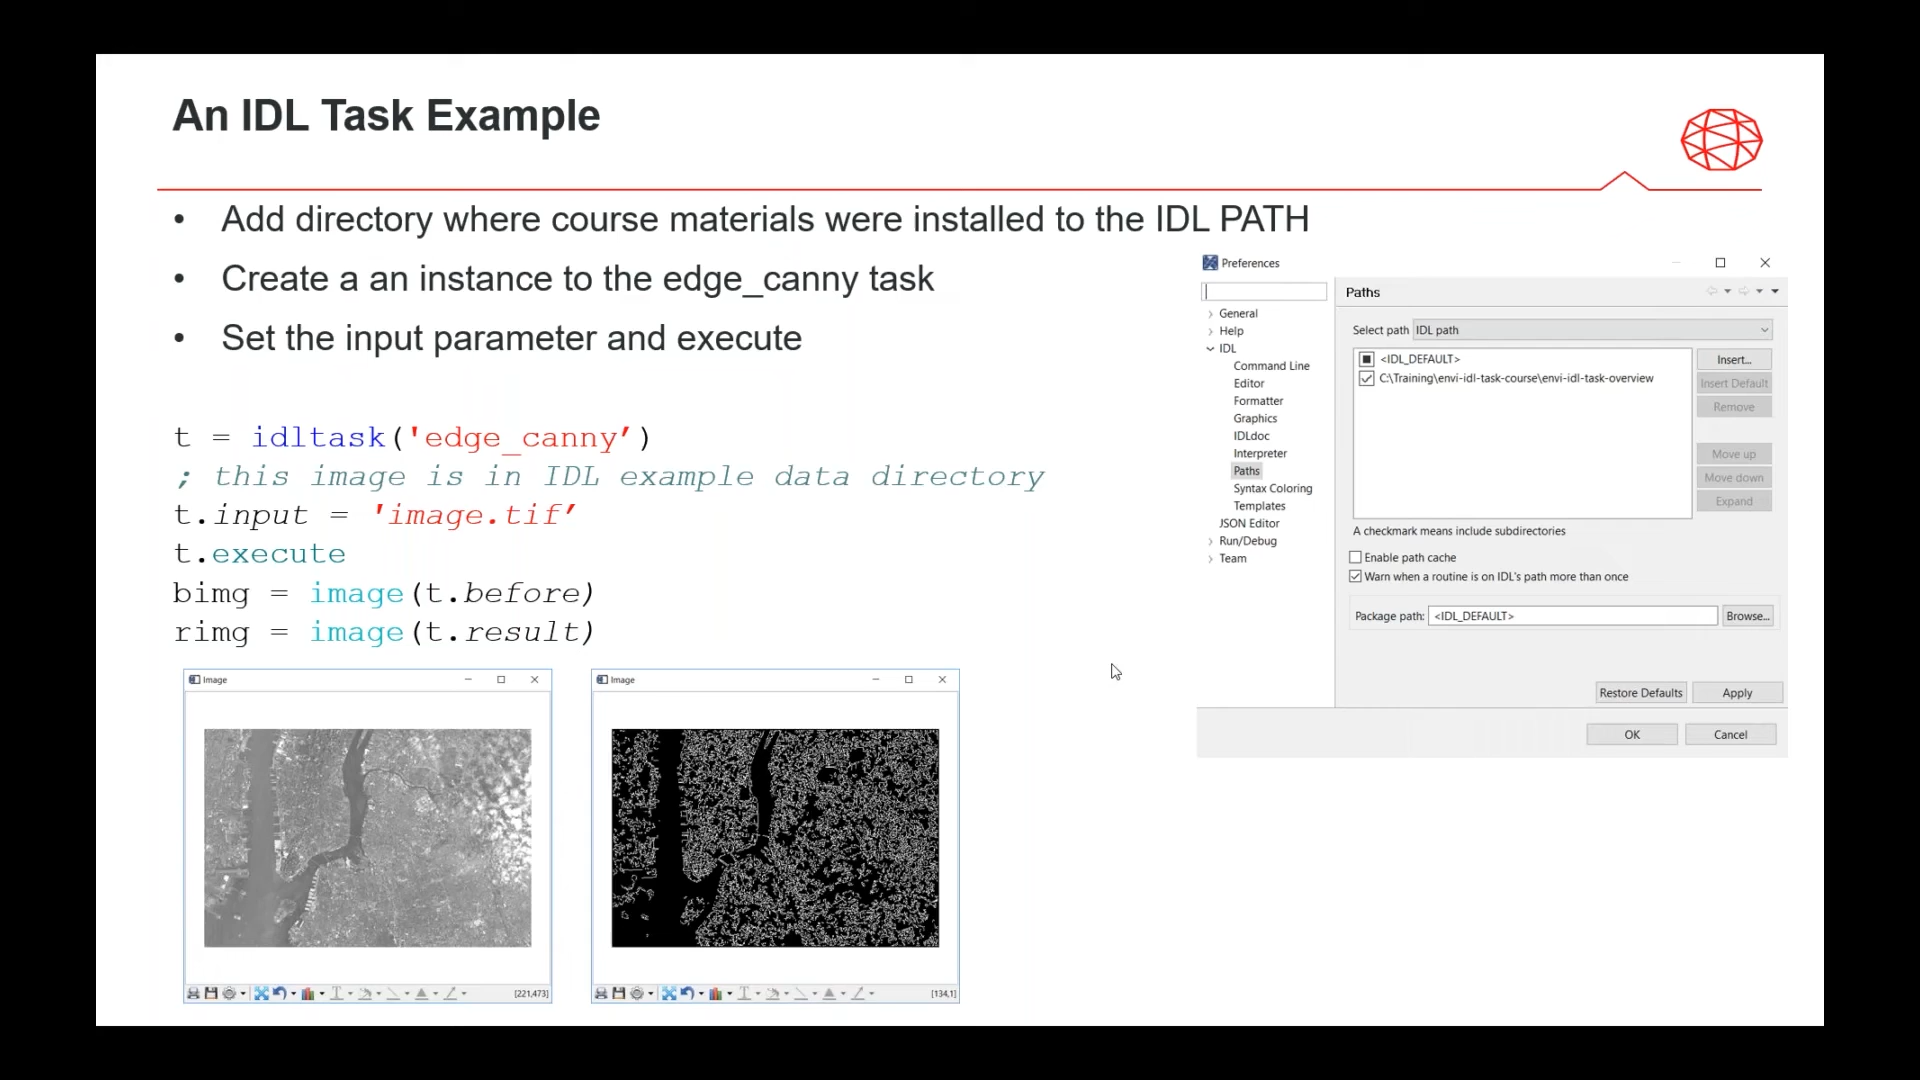 An IDL Task Example
• Add directory where course materials were installed to the IDL PATH
• Create a an instance to the edge_canny task
• Set the input parameter and execute
t = idltask('edge_canny’)
; this image is in IDL example data directory
t.input = 'image.tif’
t.execute
bimg = image(t.before)
rimg = image(t.result)
Image
[221,473]
Image
[134,1]
Preferences
General
Help
IDL
Command Line
Editor
Formatter
Graphics
IDLdoc
Interpreter
Paths
Syntax Coloring
Templates
JSON Editor
Run/Debug
Team
Paths
Select path IDL path
<IDL_DEFAULT>
C:\Training\envi-idl-task-course\envi-idl-task-overview
Insert...
Insert Default
Remove
Move up
Move down
Expand
A checkmark means include subdirectories
Enable path cache
Warn when a routine is on IDL's path more than once
Package path: <IDL_DEFAULT> Browse...
Restore Defaults Apply
OK Cancel